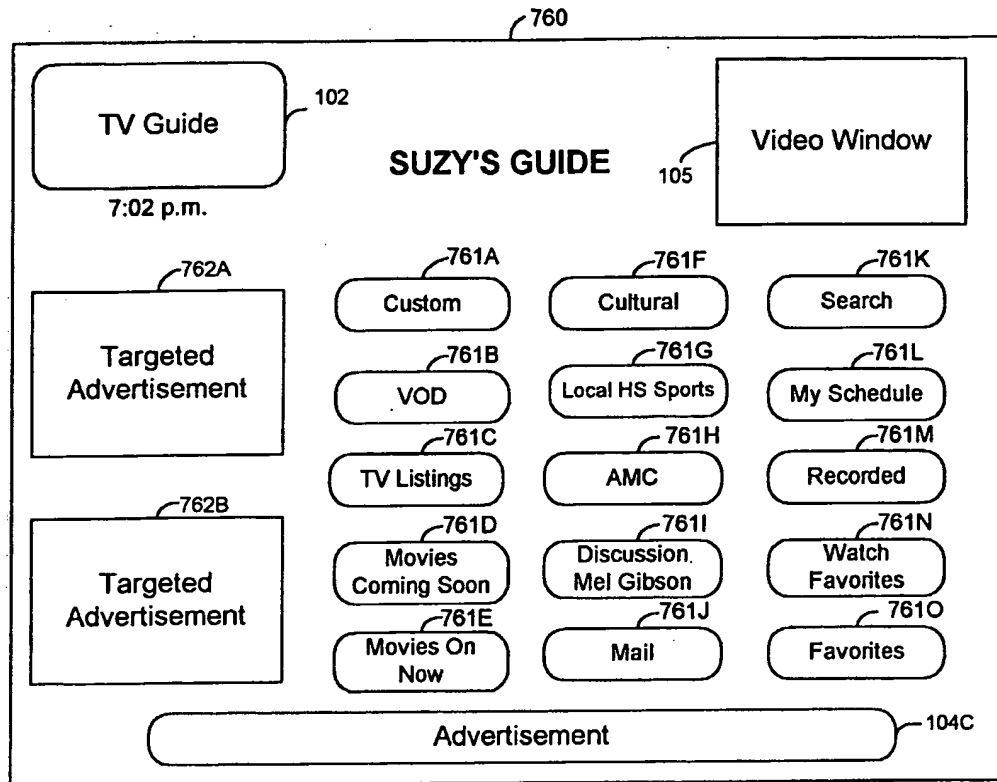 760
TV Guide
102
SUZY'S GUIDE
105
Video Window
7:02 p.m.
762A
Targeted
Advertisement
762B
Targeted
Advertisement
761A
Custom
761B
VOD
761C
TV Listings
761D
Movies
Coming Soon
761E
Movies On
Now
761F
Cultural
761G
Local HS Sports
761H
AMC
761I
Discussion
Mel Gibson
761J
Mail
761K
Search
761L
My Schedule
761M
Recorded
761N
Watch
Favorites
761O
Favorites
Advertisement
104C